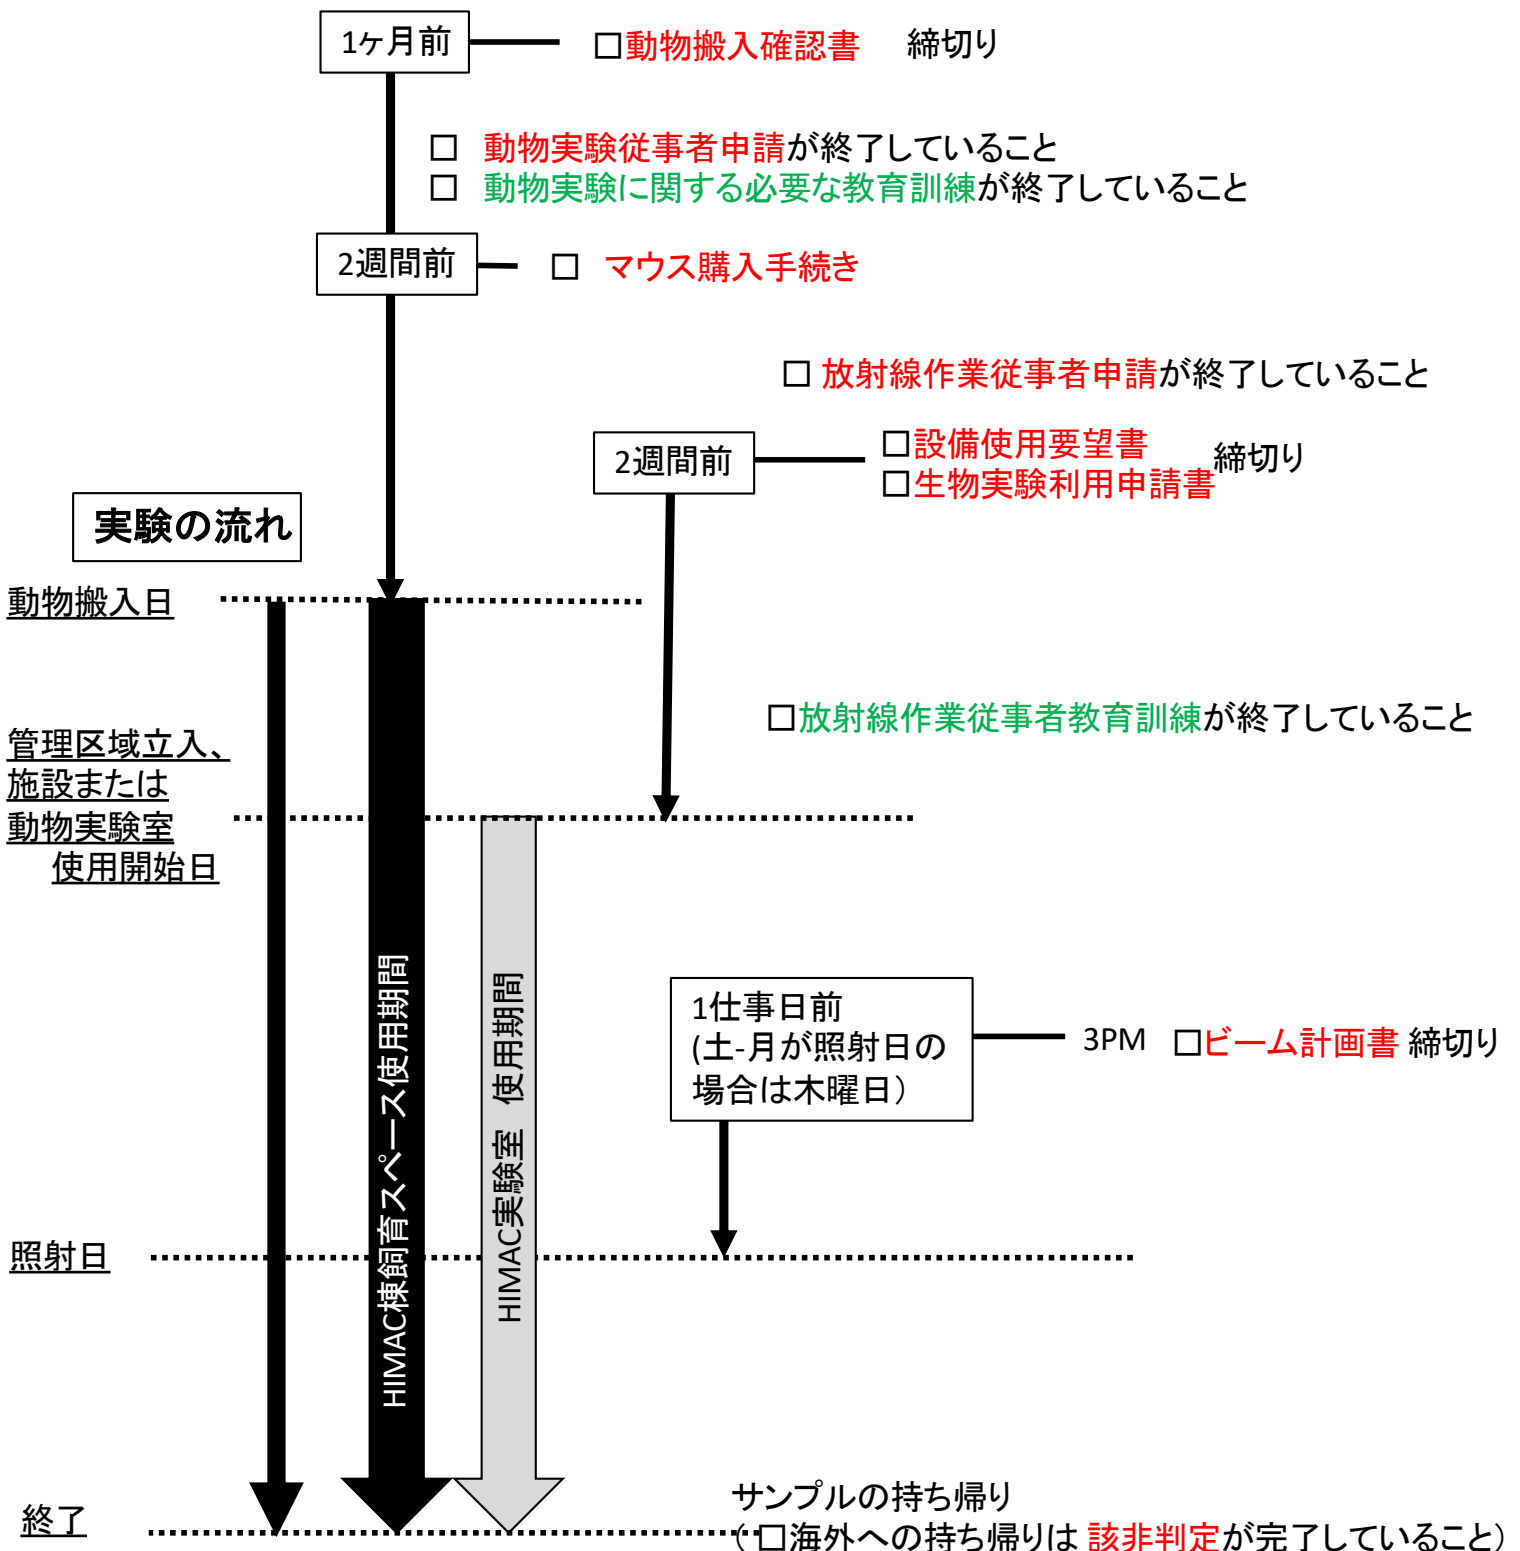 1ヶ月前
□動物搬入確認書 締切り
□ 動物実験従事者申請が終了していること
□ 動物実験に関する必要な教育訓練が終了していること
2週間前
□ マウス購入手続き
□ 放射線作業従事者申請が終了していること
2週間前
□設備使用要望書
□生物実験利用申請書
締切り
実験の流れ
動物搬入日
□放射線作業従事者教育訓練が終了していること
管理区域立入、
施設または
動物実験室
使用開始日
HIMAC棟飼育スペース使用期間
HIMAC実験室 使用期間
1仕事日前
(土-月が照射日の
場合は木曜日）
3PM □ビーム計画書 締切り
照射日
終了
サンプルの持ち帰り
（□海外への持ち帰りは 該非判定が完了していること）